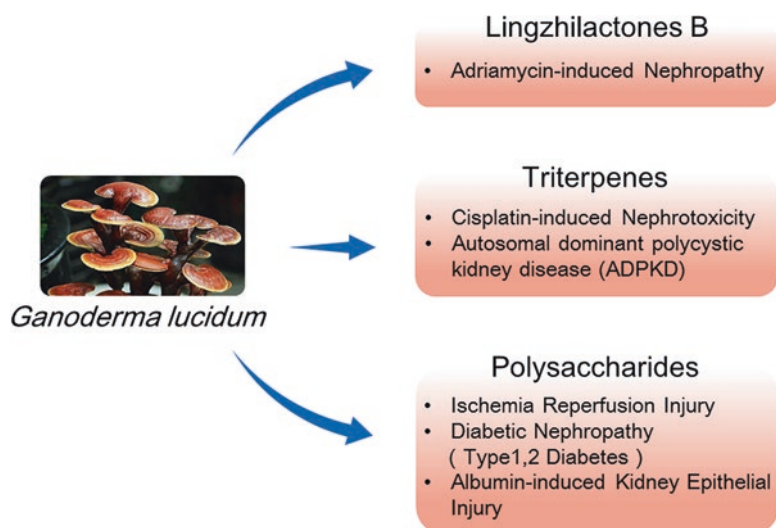 Lingzhilactones B
• Adriamycin-induced Nephropathy
Triterpenes
• Cisplatin-induced Nephrotoxicity
• Autosomal dominant polycystic
kidney disease (ADPKD)
Ganoderma lucidum
Polysaccharides
• Ischemia Reperfusion Injury
• Diabetic Nephropathy
( Type1,2 Diabetes )
• Albumin-induced Kidney Epithelial
Injury